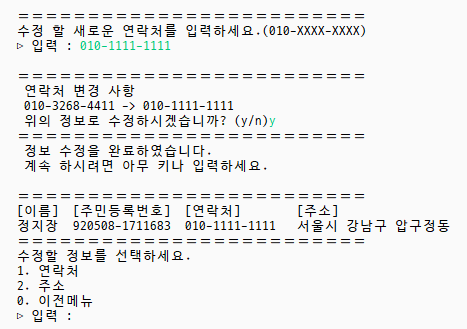 ===========================
수정 할 새로운 연락처를 입력하세요.(010-XXXX-XXXX)
▷ 입력 : 010-1111-1111
===========================
연락처 변경 사항
010-3268-4411 -> 010-1111-1111
위의 정보로 수정하시겠습니까? (y/n)y
===========================
정보 수정을 완료하였습니다.
계속 하시려면 아무 키나 입력하세요.
===========================
[이름] [주민등록번호] [연락처] [주소]
정지장 920508-1711683 010-1111-1111 서울시 강남구 압구정동
===========================
수정할 정보를 선택하세요.
1. 연락처
2. 주소
0. 이전메뉴
▷ 입력 :